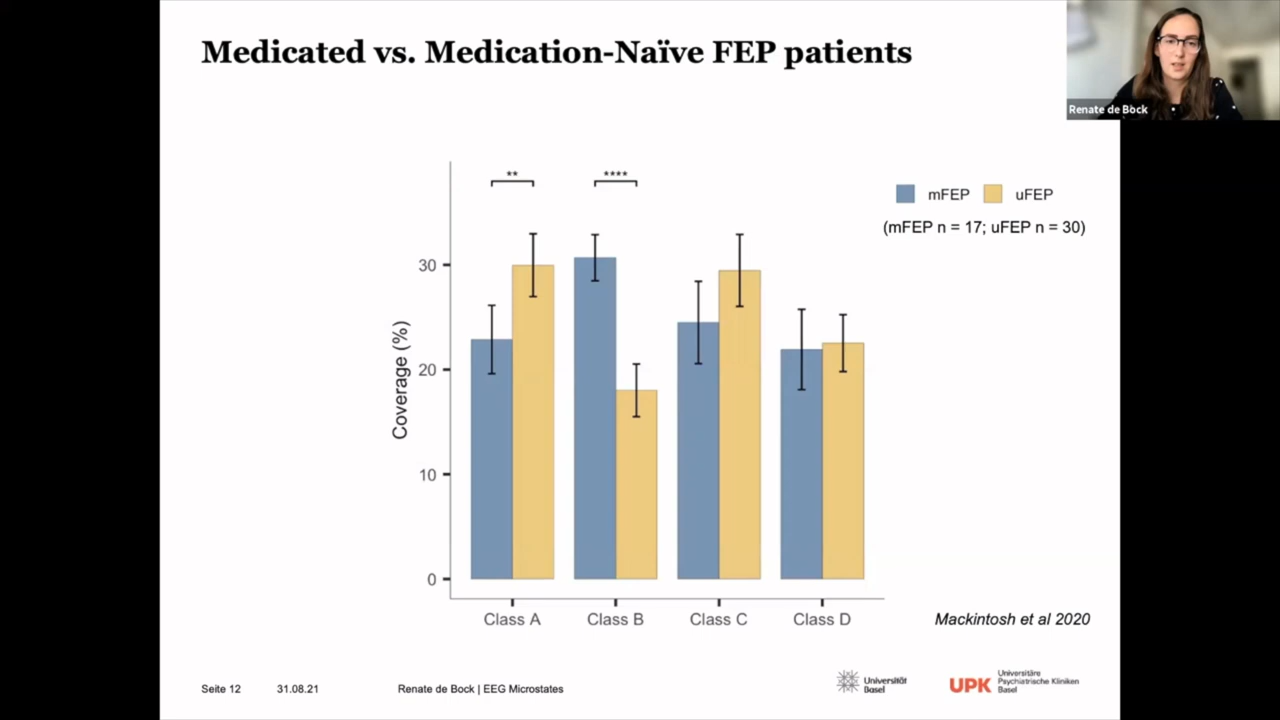 Medicated vs. Medication-Naïve FEP patients
Renate de Bock
** ****
mFEP uFEP
(mFEP n = 17; uFEP n = 30)
Coverage (%)
30
20
10
0
Class A Class B Class C Class D
Mackintosh et al 2020
Seite 12 31.08.21 Renate de Bock | EEG Microstates
Universität
Basel
UPK
Universitäre
Psychiatrische Kliniken
Basel